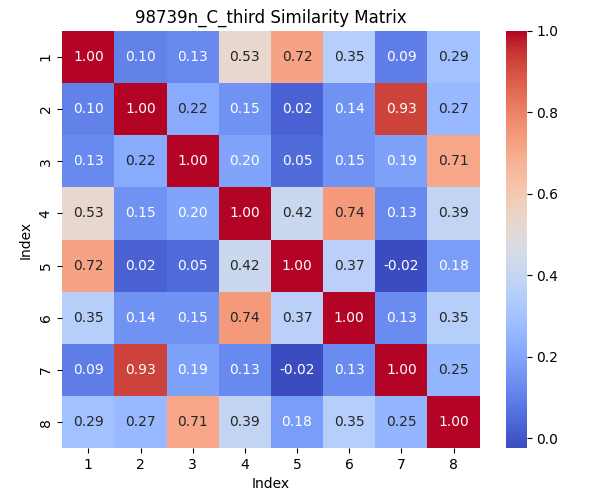 98739n_C_third Similarity Matrix
1 1.00 0.10 0.13 0.53 0.72 0.35 0.09 0.29
2 0.10 1.00 0.22 0.15 0.02 0.14 0.93 0.27
3 0.13 0.22 1.00 0.20 0.05 0.15 0.19 0.71
4 0.53 0.15 0.20 1.00 0.42 0.74 0.13 0.39
5 0.72 0.02 0.05 0.42 1.00 0.37 -0.02 0.18
6 0.35 0.14 0.15 0.74 0.37 1.00 0.13 0.35
7 0.09 0.93 0.19 0.13 -0.02 0.13 1.00 0.25
8 0.29 0.27 0.71 0.39 0.18 0.35 0.25 1.00
1 2 3 4 5 6 7 8
Index
Index
1.0
0.8
0.6
0.4
0.2
0.0